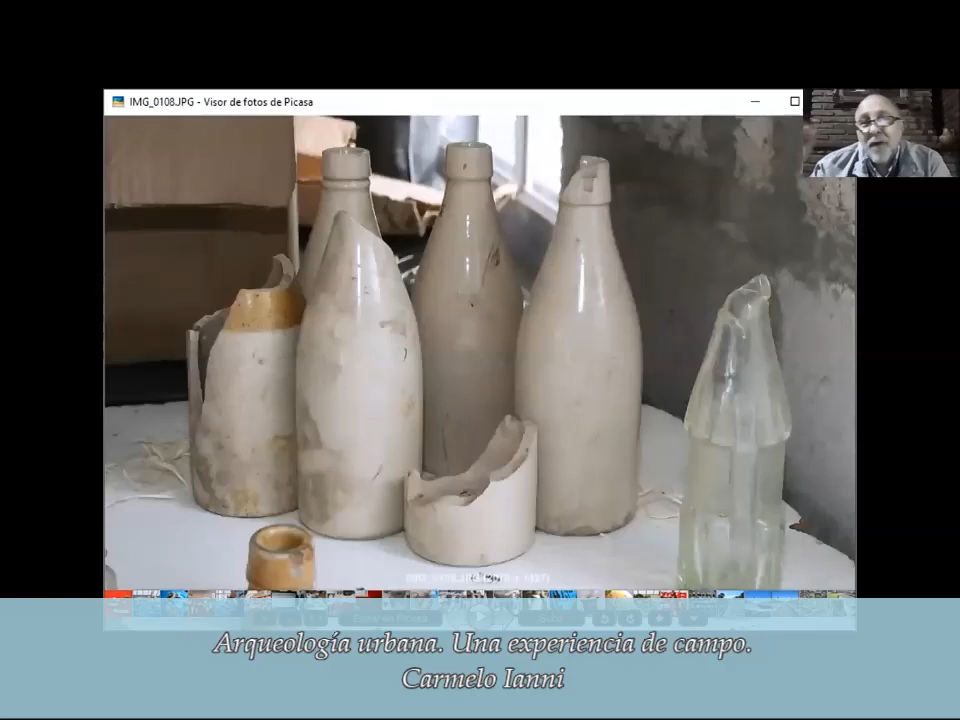 IMG_0108.JPG - Visor de fotos de Picasa
Arqueología urbana. Una experiencia de campo.
Carmelo Ianni